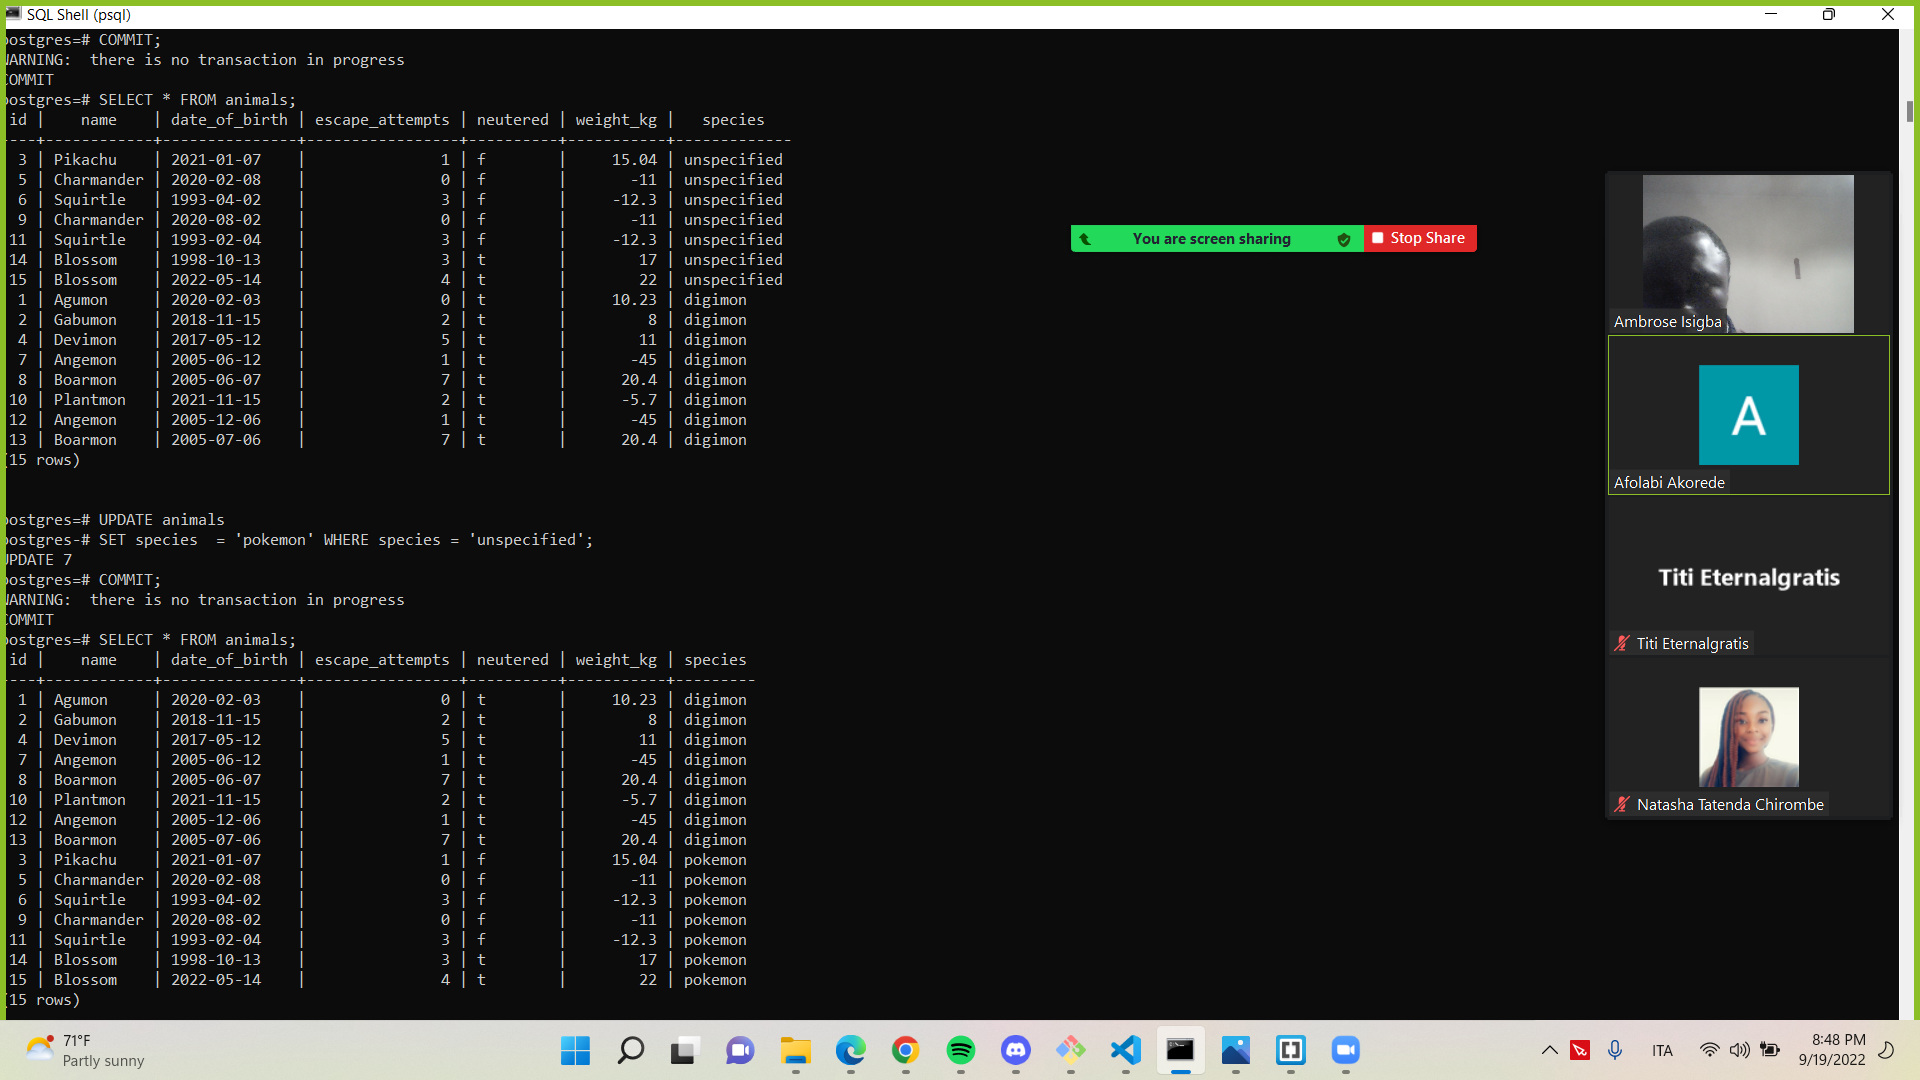 SQL Shell (psql)
postgres=# COMMIT;
WARNING:  there is no transaction in progress
COMMIT
postgres=# SELECT * FROM animals;
 id |    name    | date_of_birth | escape_attempts | neutered | weight_kg |   species
----+------------+---------------+-----------------+----------+-----------+-------------
  3 | Pikachu    | 2021-01-07    |               1 | f        |     15.04 | unspecified
  5 | Charmander | 2020-02-08    |               0 | f        |       -11 | unspecified
  6 | Squirtle   | 1993-04-02    |               3 | f        |     -12.3 | unspecified
  9 | Charmander | 2020-08-02    |               0 | f        |       -11 | unspecified
 11 | Squirtle   | 1993-02-04    |               3 | f        |     -12.3 | unspecified
 14 | Blossom    | 1998-10-13    |               3 | t        |        17 | unspecified
 15 | Blossom    | 2022-05-14    |               4 | t        |        22 | unspecified
  1 | Agumon     | 2020-02-03    |               0 | t        |     10.23 | digimon
  2 | Gabumon    | 2018-11-15    |               2 | t        |         8 | digimon
  4 | Devimon    | 2017-05-12    |               5 | t        |        11 | digimon
  7 | Angemon    | 2005-06-12    |               1 | t        |       -45 | digimon
  8 | Boarmon    | 2005-06-07    |               7 | t        |      20.4 | digimon
 10 | Plantmon   | 2021-11-15    |               2 | t        |      -5.7 | digimon
 12 | Angemon    | 2005-12-06    |               1 | t        |       -45 | digimon
 13 | Boarmon    | 2005-07-06    |               7 | t        |      20.4 | digimon
(15 rows)
postgres=# UPDATE animals
postgres-# SET species  = 'pokemon' WHERE species = 'unspecified';
UPDATE 7
postgres=# COMMIT;
WARNING:  there is no transaction in progress
COMMIT
postgres=# SELECT * FROM animals;
 id |    name    | date_of_birth | escape_attempts | neutered | weight_kg | species
----+------------+---------------+-----------------+----------+-----------+---------
  1 | Agumon     | 2020-02-03    |               0 | t        |     10.23 | digimon
  2 | Gabumon    | 2018-11-15    |               2 | t        |         8 | digimon
  4 | Devimon    | 2017-05-12    |               5 | t        |        11 | digimon
  7 | Angemon    | 2005-06-12    |               1 | t        |       -45 | digimon
  8 | Boarmon    | 2005-06-07    |               7 | t        |      20.4 | digimon
 10 | Plantmon   | 2021-11-15    |               2 | t        |      -5.7 | digimon
 12 | Angemon    | 2005-12-06    |               1 | t        |       -45 | digimon
 13 | Boarmon    | 2005-07-06    |               7 | t        |      20.4 | digimon
  3 | Pikachu    | 2021-01-07    |               1 | f        |     15.04 | pokemon
  5 | Charmander | 2020-02-08    |               0 | f        |       -11 | pokemon
  6 | Squirtle   | 1993-04-02    |               3 | f        |     -12.3 | pokemon
  9 | Charmander | 2020-08-02    |               0 | f        |       -11 | pokemon
 11 | Squirtle   | 1993-02-04    |               3 | f        |     -12.3 | pokemon
 14 | Blossom    | 1998-10-13    |               3 | t        |        17 | pokemon
 15 | Blossom    | 2022-05-14    |               4 | t        |        22 | pokemon
(15 rows)
You are screen sharing
Stop Share
Ambrose Isigba
A
Afolabi Akorede
Titi Eternalgratis
Titi Eternalgratis
Natasha Tatenda Chirombe
71°F
Partly sunny
ITA
8:48 PM
9/19/2022